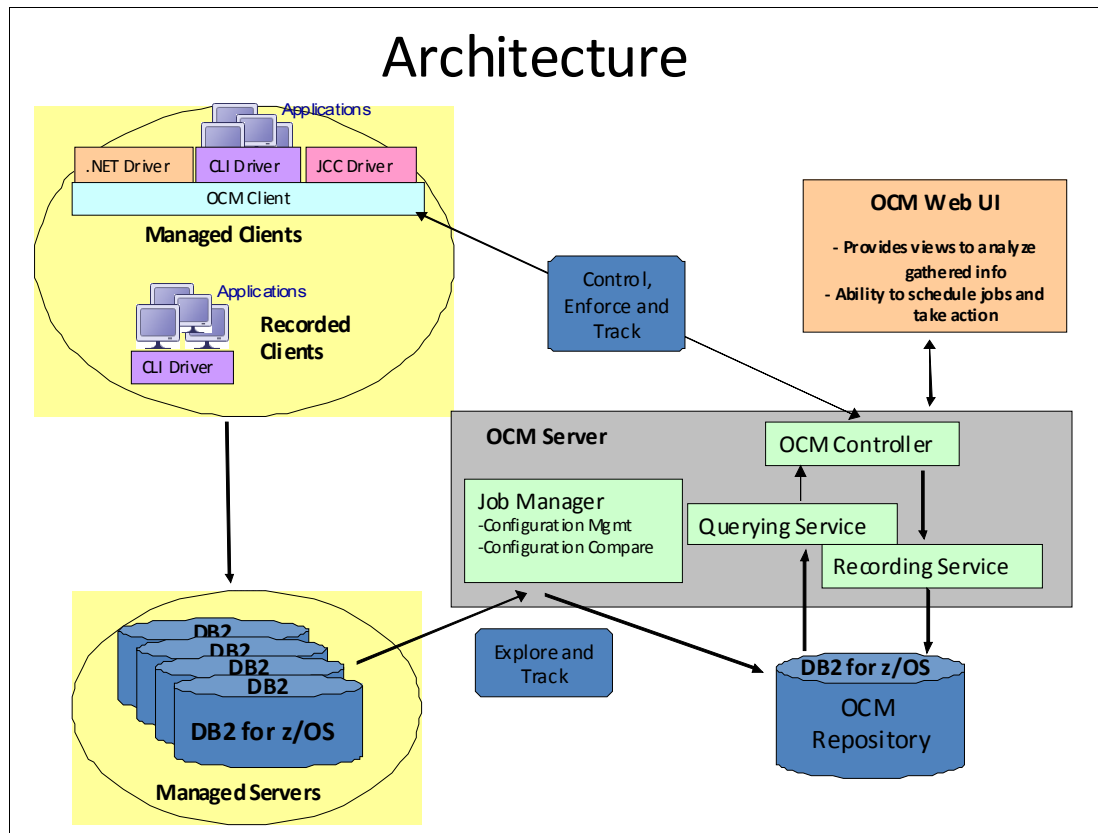 Architecture
Applications
.NET Driver
CLI Driver
JCC Driver
OCM Client
Managed Clients
Applications
Recorded
Clients
CLI Driver
Control,
Enforce and
Track
OCM Web UI
- Provides views to analyze
gathered info
- Ability to schedule jobs and
take action
OCM Server
OCM Controller
Job Manager
-Configuration Mgmt
-Configuration Compare
Querying Service
Recording Service
Explore and
Track
DB2
DB2
DB2
DB2
DB2 for z/OS
Managed Servers
DB2 for z/OS
OCM
Repository